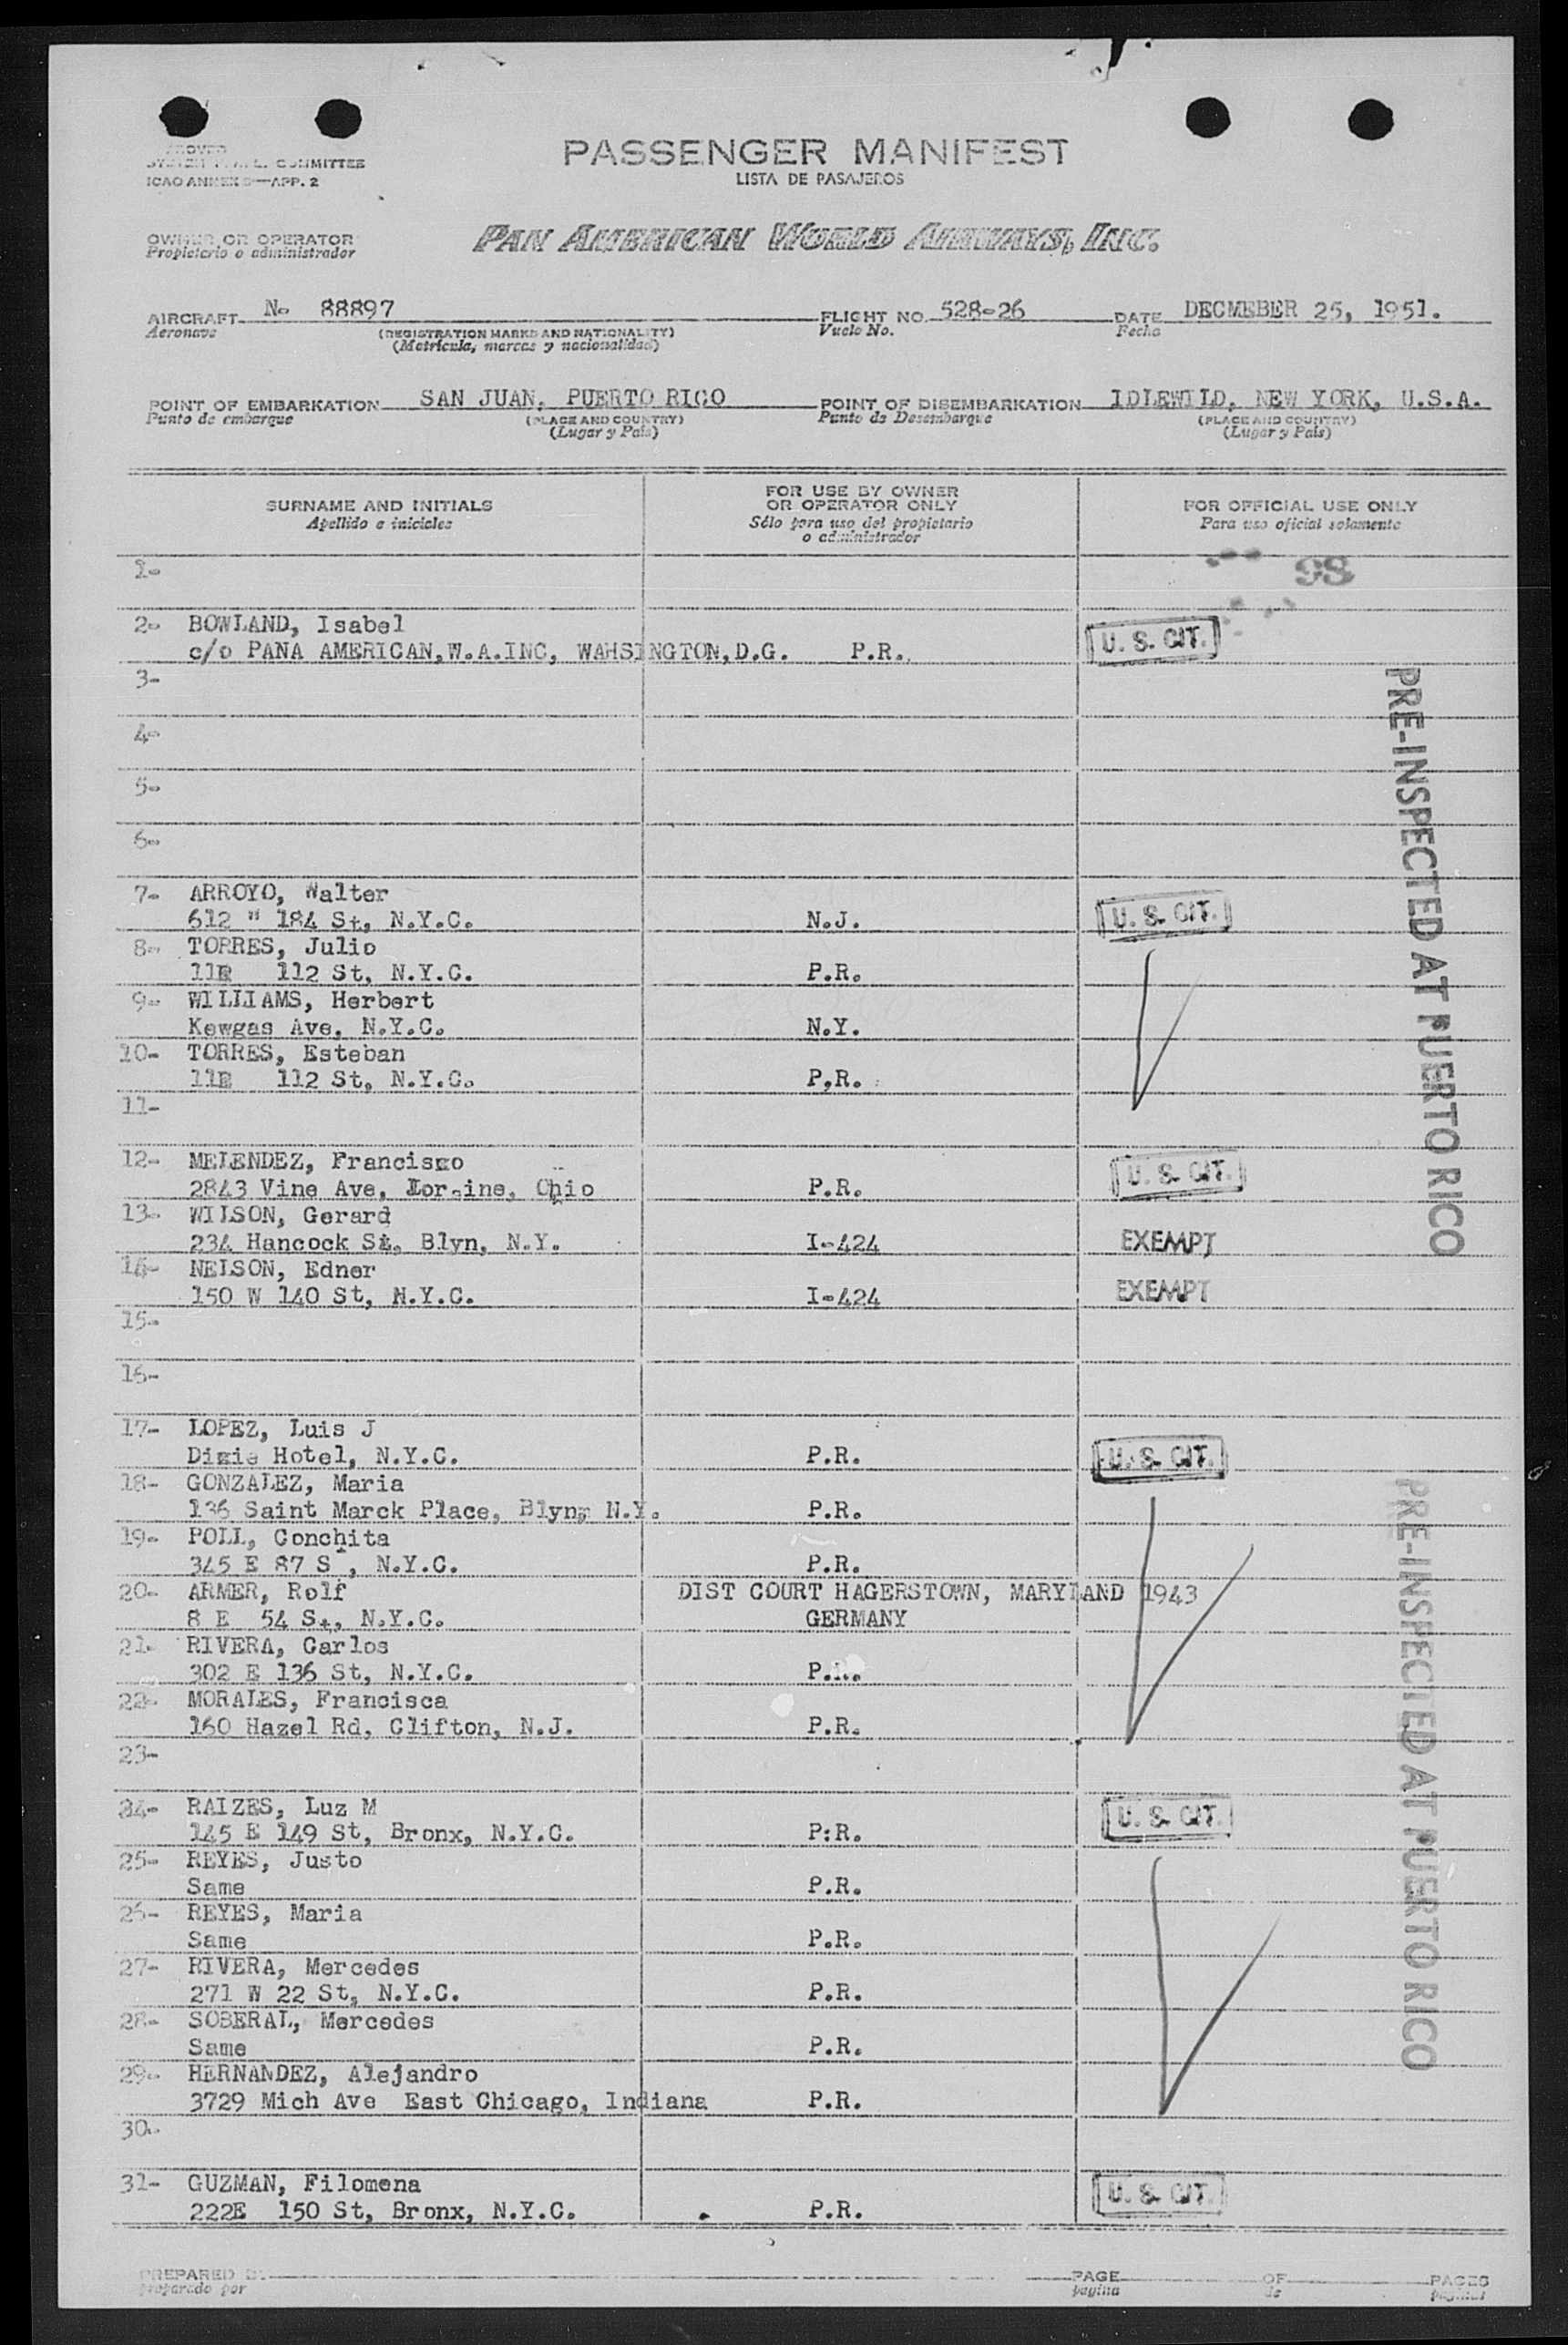 COMMITTEE
ICAO ANNEX 9—APP. 2
PASSENGER MANIFEST
LISTA DE PASAJEROS
OWNER OR OPERATOR
Propietario o administrador
PAN AMERICAN WORLD AIRWAYS, INC.
AIRCRAFT No 88897
Aeronave
(REGISTRATION MARKS AND NATIONALITY)
(Matrícula, marcas y nacionalidad)
FLIGHT NO. 528-26
Vuelo No.
DATE DECMEBER 25, 1951.
Fecha
POINT OF EMBARKATION SAN JUAN, PUERTO RICO
Punto de embarque
(PLACE AND COUNTRY)
(Lugar y País)
POINT OF DISEMBARKATION IDLEWILD, NEW YORK, U.S.A.
Punto de Desembarque
(PLACE AND COUNTRY)
(Lugar y País)
SURNAME AND INITIALS
Apellido e iniciales
FOR USE BY OWNER
OR OPERATOR ONLY
Sólo para uso del propietario
o administrador
FOR OFFICIAL USE ONLY
Para uso oficial solamente
1- 98
2- BOWLAND, Isabel
c/o PANA AMERICAN,W.A.INC, WAHSINGTON,D.G. P.R. U. S. CIT.
3-
4-
5-
6-
7- ARROYO, Walter
612 W 184 St, N.Y.C. N.J. U. S. CIT.
8- TORRES, Julio
11E 112 St, N.Y.C. P.R.
9- WILLIAMS, Herbert
Kewgas Ave, N.Y.C. N.Y.
10- TORRES, Esteban
11E 112 St, N.Y.C. P,R.
11-
12- MELENDEZ, Francisco
2843 Vine Ave, Loraine, Ohio P.R. U. S. CIT.
13- WILSON, Gerard
234 Hancock St, Blyn, N.Y. I-424 EXEMPT
14- NELSON, Edner
150 W 140 St, N.Y.C. I-424 EXEMPT
15-
16-
17- LOPEZ, Luis J
Dixie Hotel, N.Y.C. P.R. U. S. CIT.
18- GONZALEZ, Maria
136 Saint Marck Place, Blyn, N.Y. P.R.
19- POLL, Conchita
345 E 87 St, N.Y.C. P.R.
20- ARMER, Rolf DIST COURT HAGERSTOWN, MARYLAND 1943
8 E 54 St, N.Y.C. GERMANY
21- RIVERA, Carlos
302 E 136 St, N.Y.C. P.R.
22- MORALES, Francisca
160 Hazel Rd, Clifton, N.J. P.R.
23-
24- RAIZES, Luz M
145 E 149 St, Bronx, N.Y.C. P:R. U. S. CIT.
25- REYES, Justo
Same P.R.
26- REYES, Maria
Same P.R.
27- RIVERA, Mercedes
271 W 22 St, N.Y.C. P.R.
28- SOBERAL, Mercedes
Same P.R.
29- HERNANDEZ, Alejandro
3729 Mich Ave East Chicago, Indiana P.R.
30-
31- GUZMAN, Filomena
222E 150 St, Bronx, N.Y.C. P.R. U. S. CIT.
PRE-INSPECTED AT PUERTO RICO
PRE-INSPECTED AT PUERTO RICO
PREPARED BY
preparado por
PAGE OF PAGES
pagina de paginas